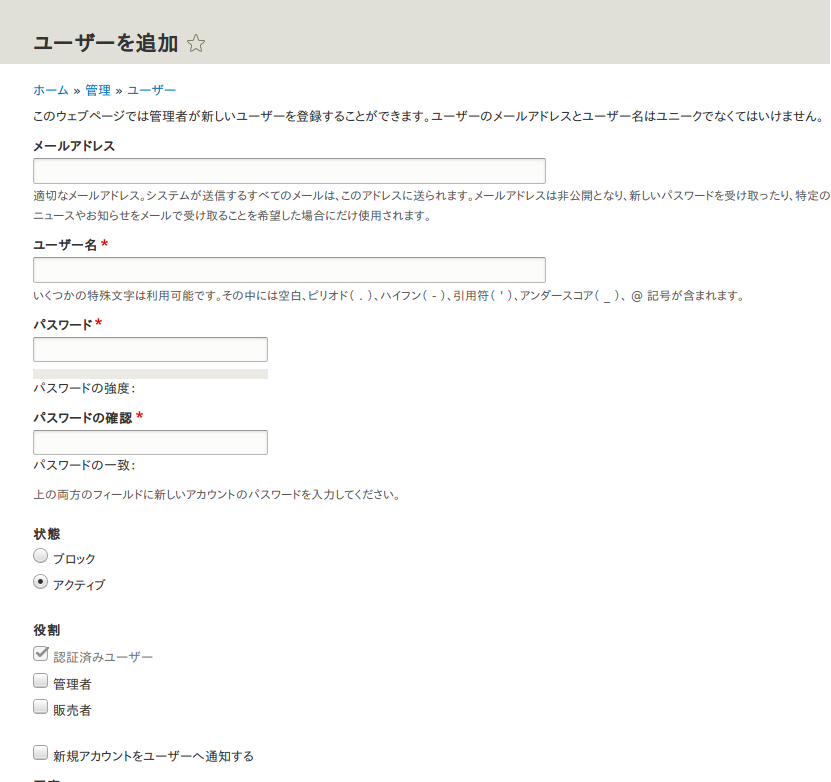 ユーザーを追加
ホーム » 管理 » ユーザー
このウェブページでは管理者が新しいユーザーを登録することができます。ユーザーのメールアドレスとユーザー名はユニークでなくてはいけません。
メールアドレス
適切なメールアドレス。システムが送信するすべてのメールは、このアドレスに送られます。メールアドレスは非公開となり、新しいパスワードを受け取ったり、特定の
ニュースやお知らせをメールで受け取ることを希望した場合にだけ使用されます。
ユーザー名 *
いくつかの特殊文字は利用可能です。その中には空白、ピリオド( . )、ハイフン( - )、引用符( ' )、アンダースコア( _ )、 @ 記号が含まれます。
パスワード *
パスワードの強度:
パスワードの確認 *
パスワードの一致:
上の両方のフィールドに新しいアカウントのパスワードを入力してください。
状態
ブロック
アクティブ
役割
認証済みユーザー
管理者
販売者
新規アカウントをユーザーへ通知する